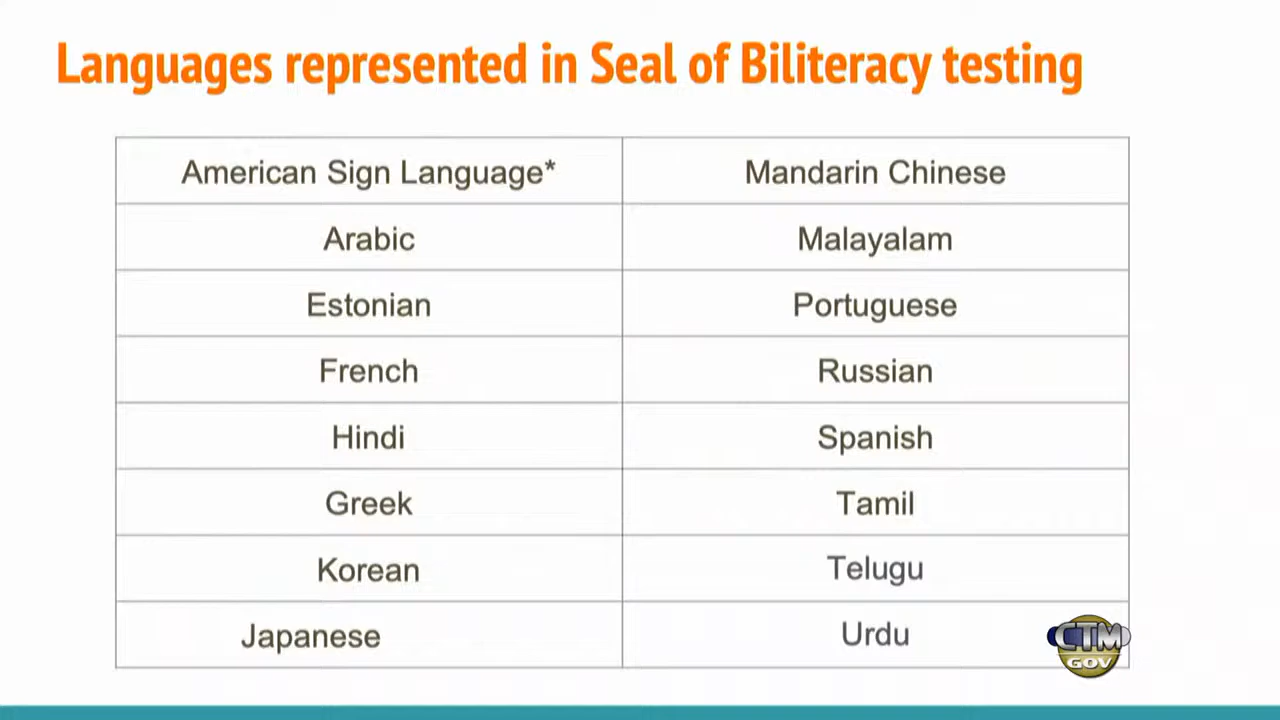 Languages represented in Seal of Biliteracy testing
American Sign Language* Mandarin Chinese
Arabic Malayalam
Estonian Portuguese
French Russian
Hindi Spanish
Greek Tamil
Korean Telugu
Japanese Urdu
CTM
GOV